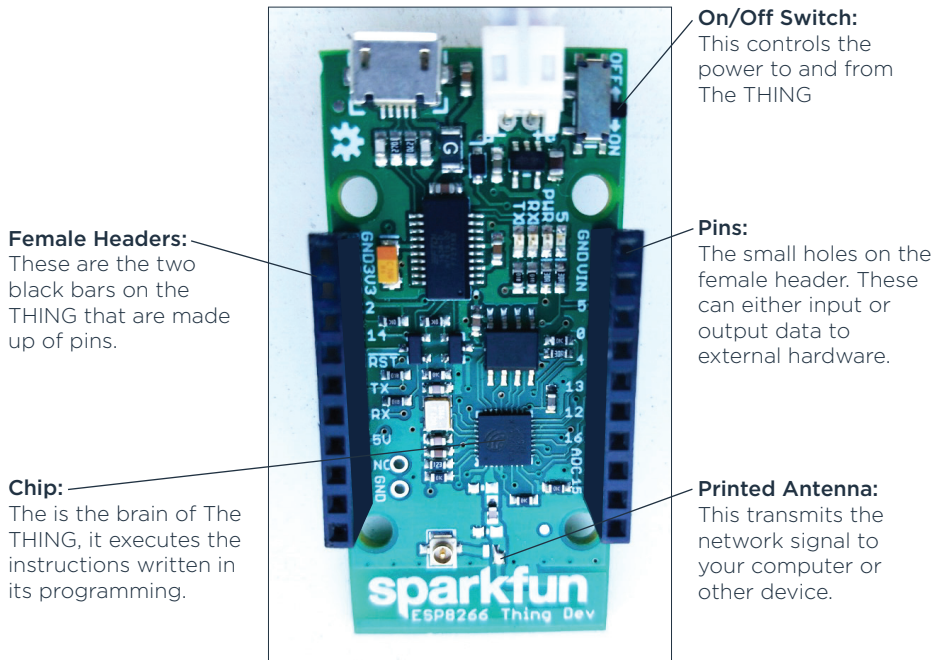 On/Off Switch:
This controls the
power to and from
The THING
Female Headers:
These are the two
black bars on the
THING that are made
up of pins.
Pins:
The small holes on the
female header. These
can either input or
output data to
external hardware.
Chip:
The is the brain of The
THING, it executes the
instructions written in
its programming.
Printed Antenna:
This transmits the
network signal to
your computer or
other device.
OFF
ON
G
5V
PWR
RX
TX
GND
3V3
2
14
RST
TX
RX
5V
NC
GND
GND
VIN
5
0
4
13
12
16
ADC
15
sparkfun
ESP8266 Thing Dev